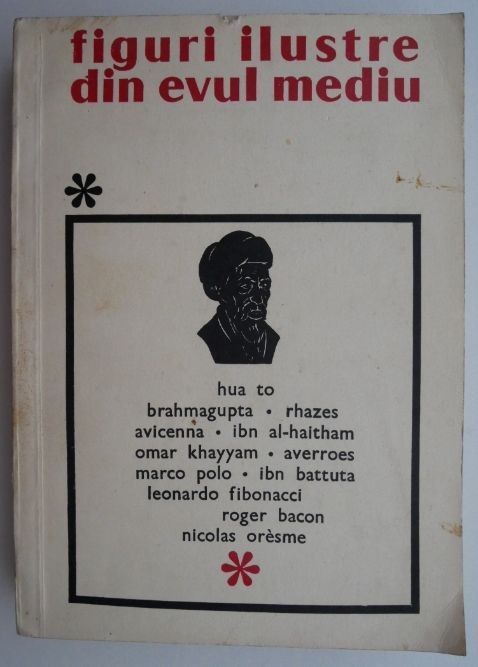 figuri ilustre
din evul mediu
*
hua to
brahmagupta • rhazes
avicenna • ibn al-haitham
omar khayyam • averroes
marco polo • ibn battuta
leonardo fibonacci
roger bacon
nicolas orèsme
*